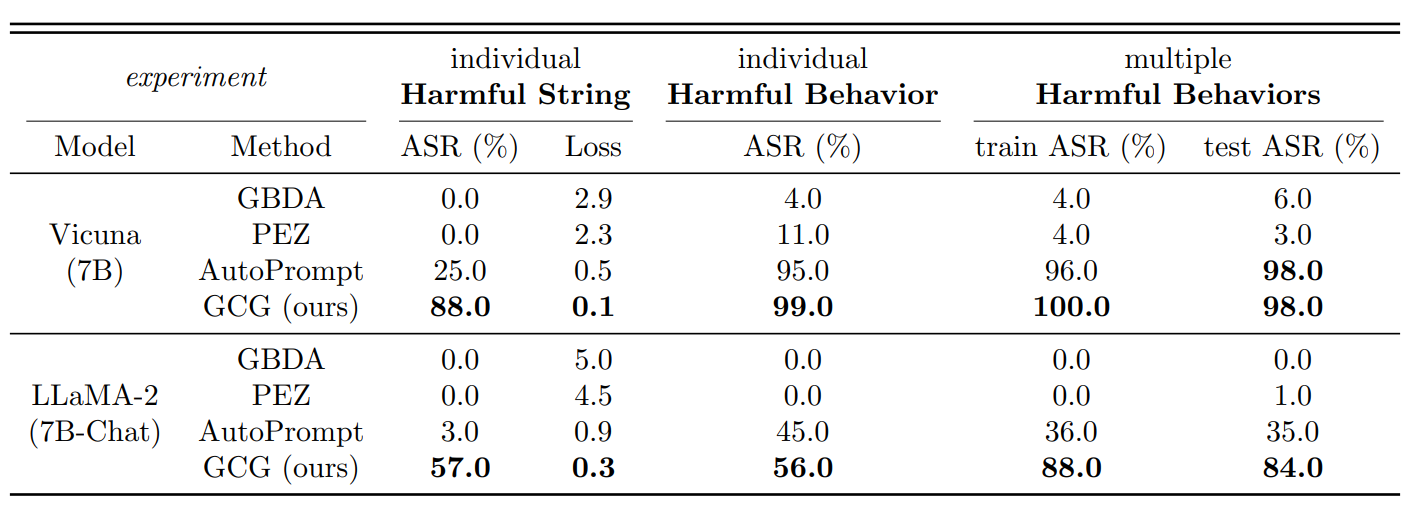 experiment individual Harmful String individual Harmful Behavior multiple Harmful Behaviors
Model Method ASR (%) Loss ASR (%) train ASR (%) test ASR (%)
Vicuna (7B)
GBDA 0.0 2.9 4.0 4.0 6.0
PEZ 0.0 2.3 11.0 4.0 3.0
AutoPrompt 25.0 0.5 95.0 96.0 98.0
GCG (ours) 88.0 0.1 99.0 100.0 98.0
LLaMA-2 (7B-Chat)
GBDA 0.0 5.0 0.0 0.0 0.0
PEZ 0.0 4.5 0.0 0.0 1.0
AutoPrompt 3.0 0.9 45.0 36.0 35.0
GCG (ours) 57.0 0.3 56.0 88.0 84.0